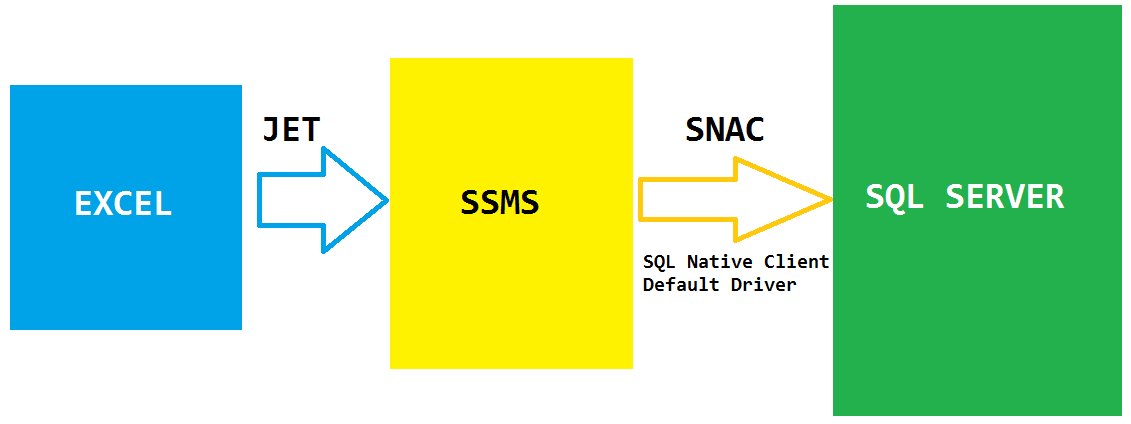 EXCEL
JET
SSMS
SNAC
SQL Native Client
Default Driver
SQL SERVER